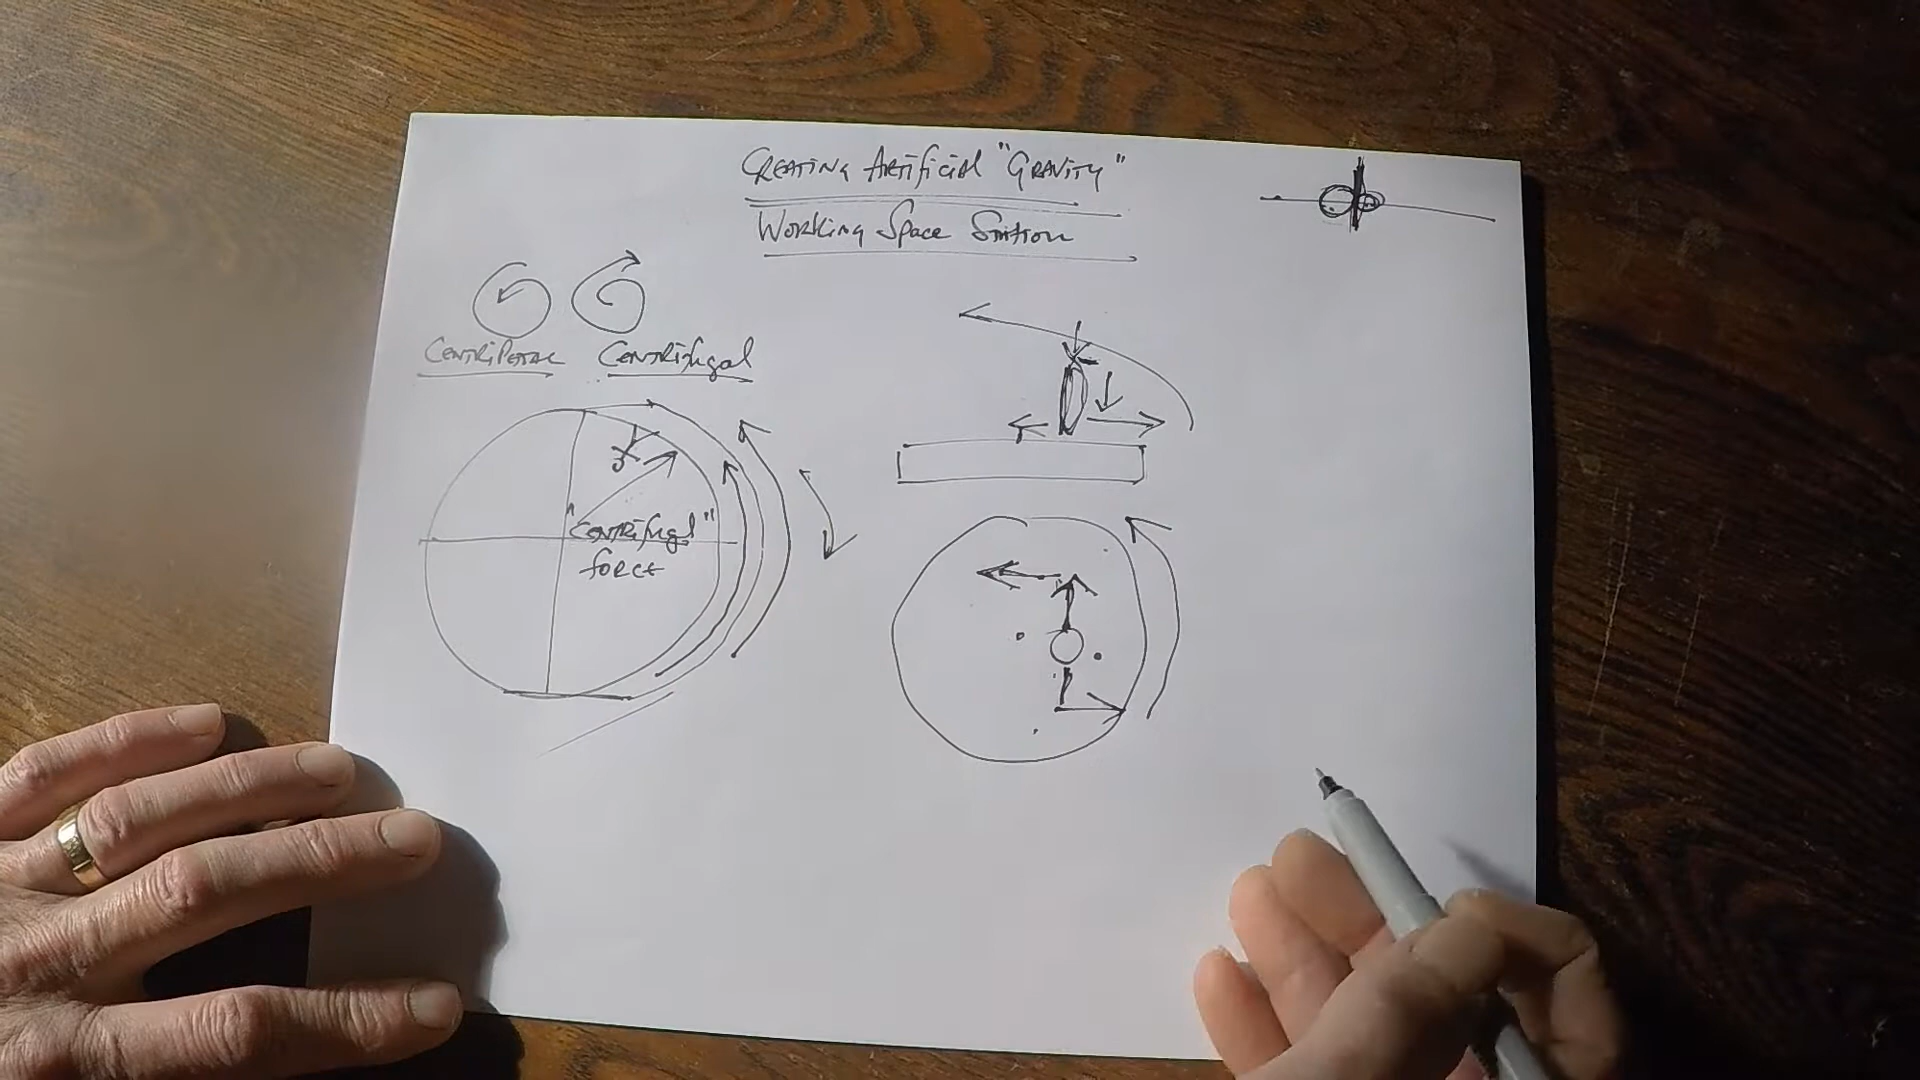 Creating Artificial "Gravity"
Working Space Station
Centripetal Centrifugal
"Centrifugal"
force